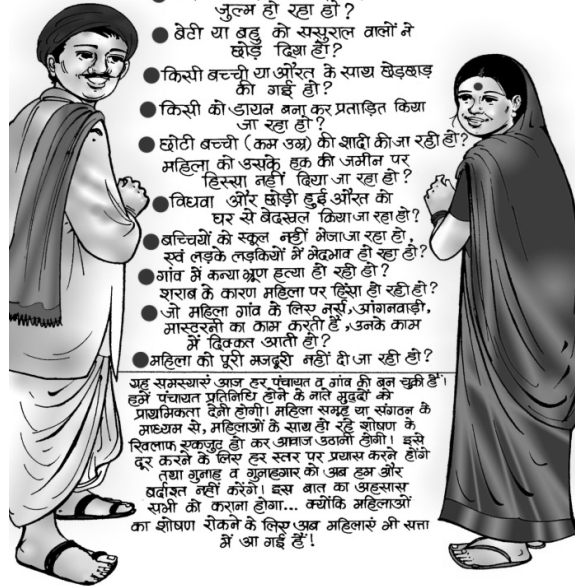 जुल्म हो रहा हो?
बेटी या बहू को ससुराल वालों ने
छोड़ दिया हो?
किसी बच्ची या औरत के साथ छेड़छाड़
की गई हो?
किसी को डायन बना कर प्रताड़ित किया
जा रहा हो?
छोटी बच्ची (कम उम्र) की शादी की जा रही हो?
महिला को उसके हक की जमीन पर
हिस्सा नहीं दिया जा रहा हो?
विधवा और छोड़ी हुई औरत को
घर से बेदखल किया जा रहा हो?
बच्चियों को स्कूल नहीं भेजा जा रहा हो,
एवं लड़के लड़कियों में भेदभाव हो रहा हो?
गांव में कन्या भ्रूण हत्या हो रही हो?
शराब के कारण महिला पर हिंसा हो रही हो?
जो महिला गांव के लिए नर्स, आंगनवाड़ी,
मास्टरनी का काम करती है, उनके काम
में दिक्कत आती हो?
महिला को पूरी मजदूरी नहीं दी जा रही हो?
यह समस्याएं आज हर पंचायत व गांव की बन चुकी हैं।
हमें पंचायत प्रतिनिधि होने के नाते मुद्दों को
प्राथमिकता देनी होगी। महिला समूह या संगठन के
माध्यम से, महिलाओं के साथ हो रहे शोषण के
खिलाफ एकजूट हो कर आवाज उठानी होगी। इसे
दूर करने के लिए हर स्तर पर प्रयास करने होंगे
तथा गुनाह व गुनाहगार को अब हम और
बर्दाश्त नहीं करेंगे। इस बात का अहसास
सभी को कराना होगा... क्योंकि महिलाओं
का शोषण रोकने के लिए अब महिलाएं भी सत्ता
में आ गई हैं!